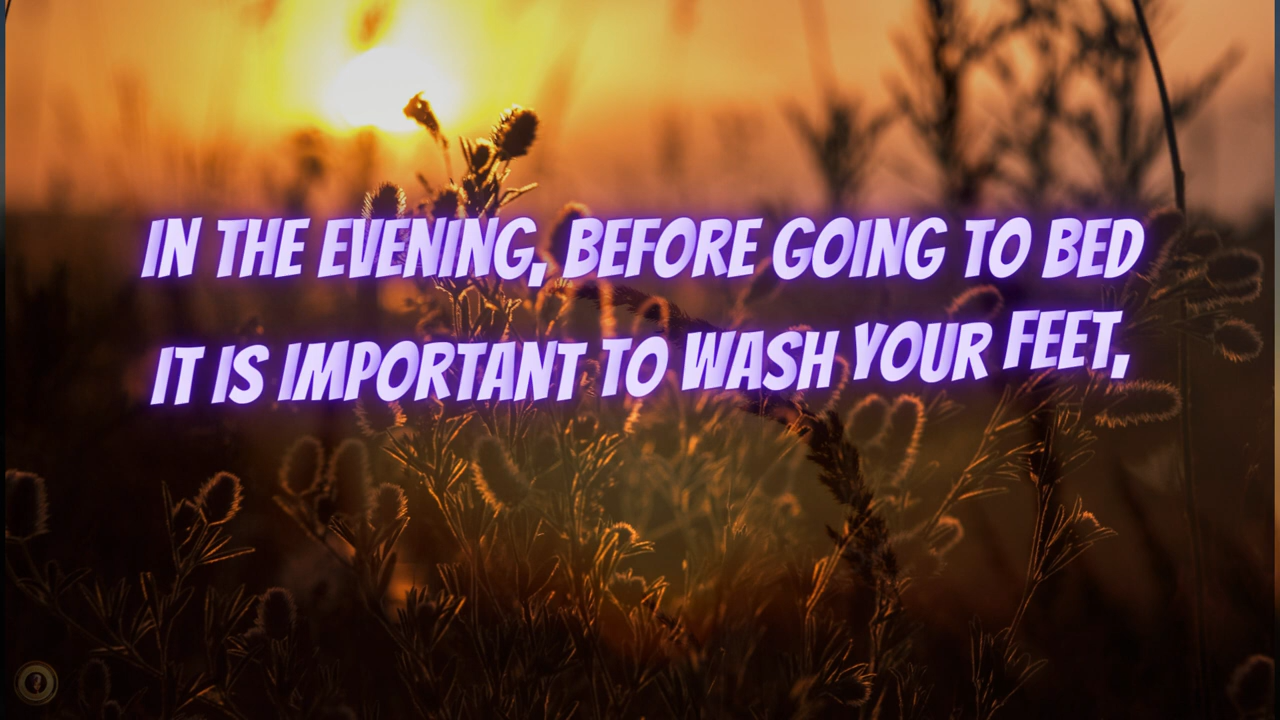 IN THE EVENING, BEFORE GOING TO BED
IT IS IMPORTANT TO WASH YOUR FEET,